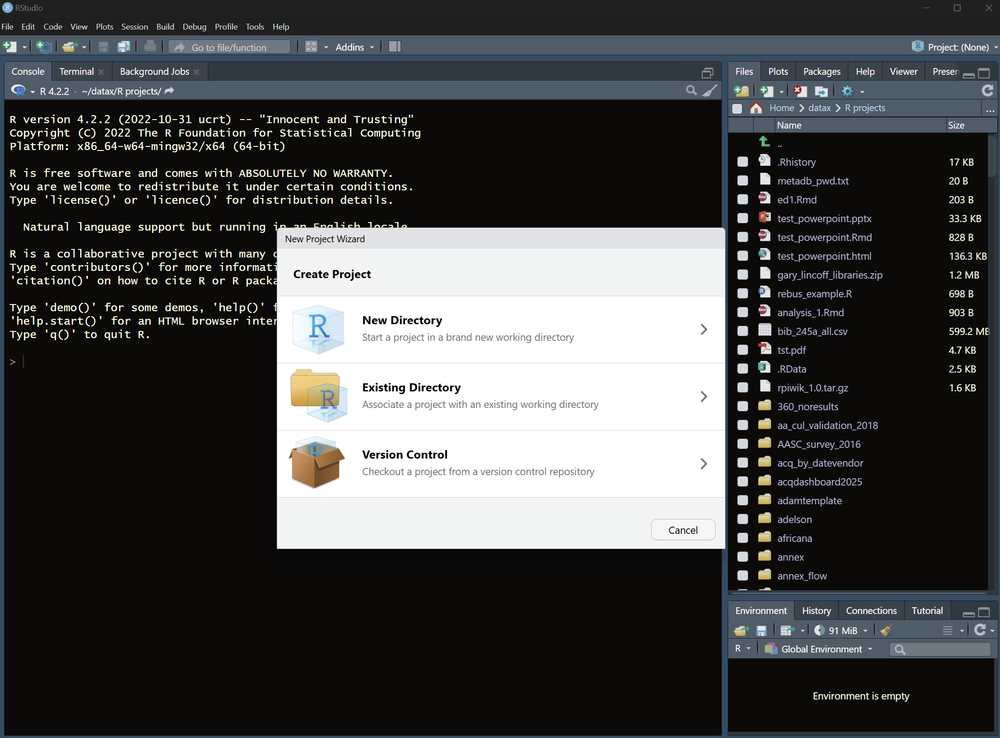 RStudio
File Edit Code View Plots Session Build Debug Profile Tools Help
Go to file/function Addins Project: (None)
Console Terminal Background Jobs
R 4.2.2 · ~/datax/R projects/
R version 4.2.2 (2022-10-31 ucrt) -- "Innocent and Trusting"
Copyright (C) 2022 The R Foundation for Statistical Computing
Platform: x86_64-w64-mingw32/x64 (64-bit)
R is free software and comes with ABSOLUTELY NO WARRANTY.
You are welcome to redistribute it under certain conditions.
Type 'license()' or 'licence()' for distribution details.
Natural language support but running in an English locale
R is a collaborative project with many
Type 'contributors()' for more informati
'citation()' on how to cite R or R packa
Type 'demo()' for some demos, 'help()' f
'help.start()' for an HTML browser inter
Type 'q()' to quit R.
>
New Project Wizard
Create Project
New Directory
Start a project in a brand new working directory
Existing Directory
Associate a project with an existing working directory
Version Control
Checkout a project from a version control repository
Cancel
Files Plots Packages Help Viewer Presen
Home datax R projects ...
Name Size
..
.Rhistory 17 KB
metadb_pwd.txt 20 B
ed1.Rmd 203 B
test_powerpoint.pptx 33.3 KB
test_powerpoint.Rmd 828 B
test_powerpoint.html 136.3 KB
gary_lincoff_libraries.zip 1.2 MB
rebus_example.R 698 B
analysis_1.Rmd 903 B
bib_245a_all.csv 599.2 MB
tst.pdf 4.7 KB
.RData 2.5 KB
rpiwik_1.0.tar.gz 1.6 KB
360_noresults
aa_cul_validation_2018
AASC_survey_2016
acq_by_datevendor
acqdashboard2025
adamtemplate
adelson
africana
annex
annex_flow
Environment History Connections Tutorial
91 MiB
R Global Environment
Environment is empty